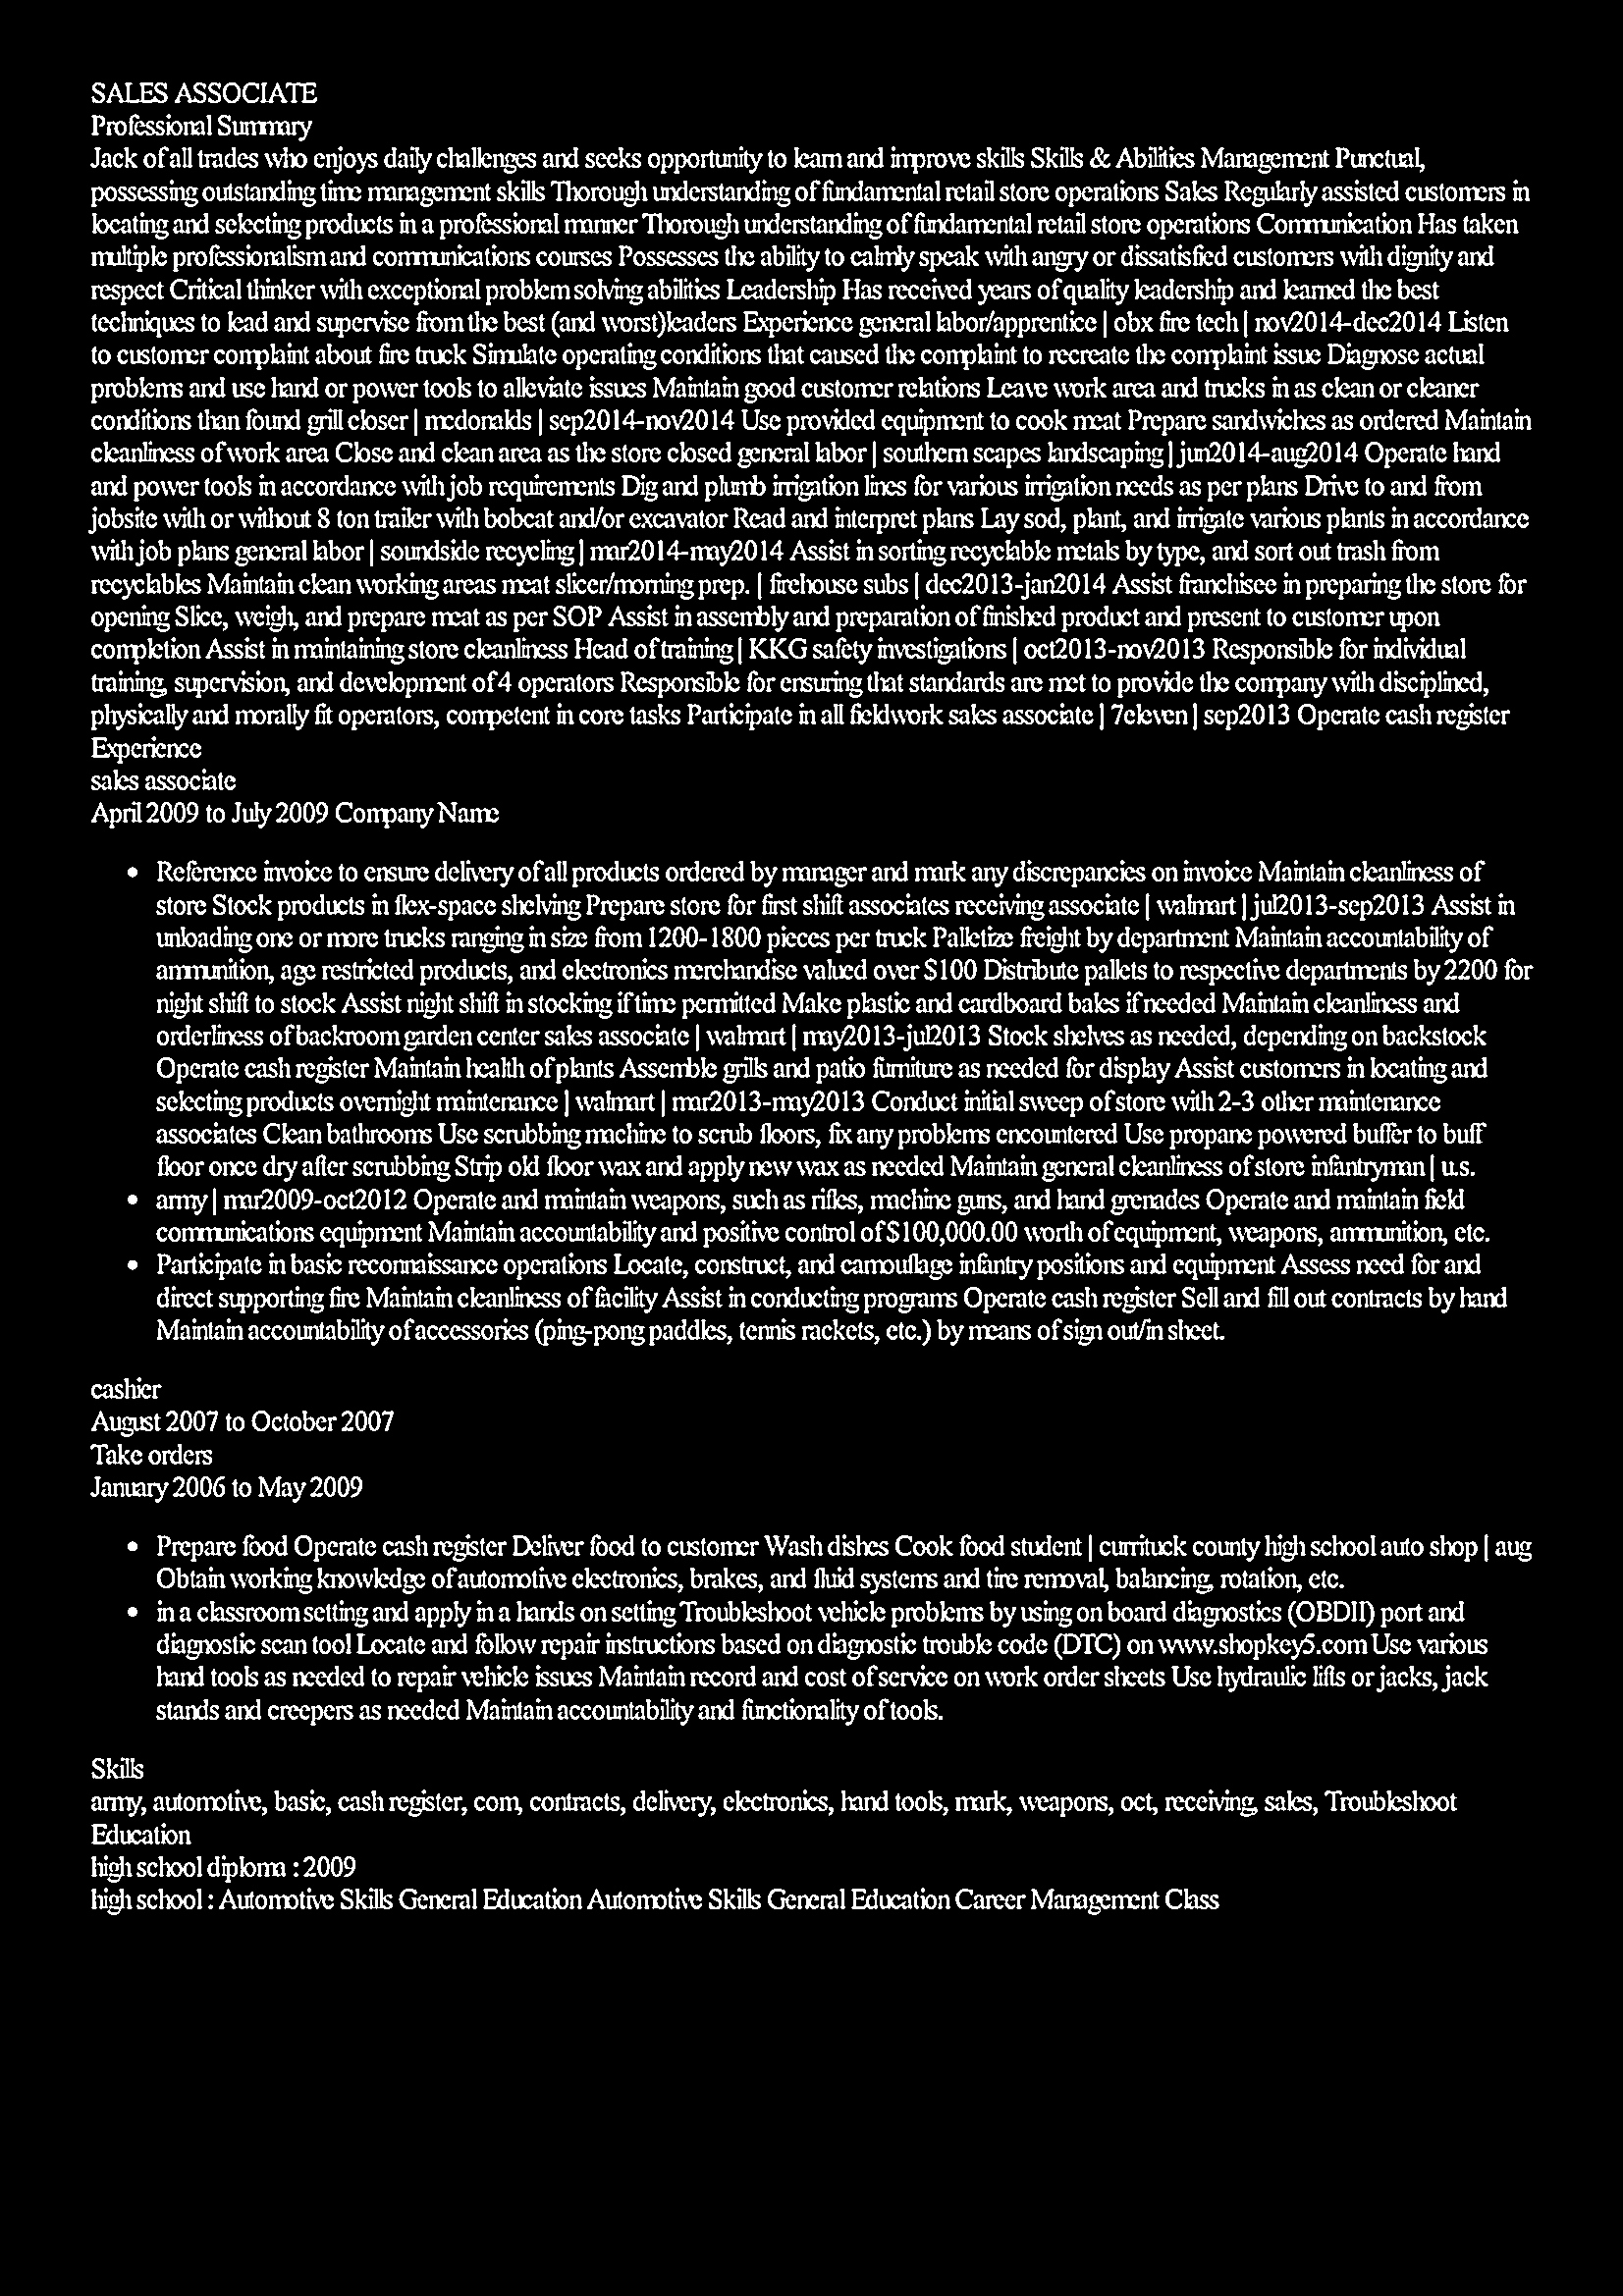 SALES ASSOCIATE
Professional Summary
Jack of all trades who enjoys daily challenges and seeks opportunity to learn and improve skills Skills & Abilities Management Punctual,
possessing outstanding time management skills Thorough understanding of fundamental retail store operations Sales Regularly assisted customers in
locating and selecting products in a professional manner Thorough understanding of fundamental retail store operations Communication Has taken
multiple professionalism and communications courses Possesses the ability to calmly speak with angry or dissatisfied customers with dignity and
respect Critical thinker with exceptional problem solving abilities Leadership Has received years of quality leadership and learned the best
techniques to lead and supervise from the best (and worst)leaders Experience general labor/apprentice | obx fire tech | nov2014-dec2014 Listen
to customer complaint about fire truck Simulate operating conditions that caused the complaint to recreate the complaint issue Diagnose actual
problems and use hand or power tools to alleviate issues Maintain good customer relations Leave work area and trucks in as clean or cleaner
conditions than found grill closer | mcdonalds | sep2014-nov2014 Use provided equipment to cook meat Prepare sandwiches as ordered Maintain
cleanliness of work area Close and clean area as the store closed general labor | southern scapes landscaping | jun2014-aug2014 Operate hand
and power tools in accordance with job requirements Dig and plumb irrigation lines for various irrigation needs as per plans Drive to and from
jobsite with or without 8 ton trailer with bobcat and/or excavator Read and interpret plans Lay sod, plant, and irrigate various plants in accordance
with job plans general labor | soundside recycling | mar2014-may2014 Assist in sorting recyclable metals by type, and sort out trash from
recyclables Maintain clean working areas meat slicer/morning prep. | firehouse subs | dec2013-jan2014 Assist franchisee in preparing the store for
opening Slice, weigh, and prepare meat as per SOP Assist in assembly and preparation of finished product and present to customer upon
completion Assist in maintaining store cleanliness Head of training | KKG safety investigations | oct2013-nov2013 Responsible for individual
training, supervision, and development of 4 operators Responsible for ensuring that standards are met to provide the company with disciplined,
physically and morally fit operators, competent in core tasks Participate in all fieldwork sales associate | 7eleven | sep2013 Operate cash register
Experience
sales associate
April 2009 to July 2009 Company Name
• Reference invoice to ensure delivery of all products ordered by manager and mark any discrepancies on invoice Maintain cleanliness of
store Stock products in flex-space shelving Prepare store for first shift associates receiving associate | walmart | jul2013-sep2013 Assist in
unloading one or more trucks ranging in size from 1200-1800 pieces per truck Palletize freight by department Maintain accountability of
ammunition, age restricted products, and electronics merchandise valued over $100 Distribute pallets to respective departments by 2200 for
night shift to stock Assist night shift in stocking if time permitted Make plastic and cardboard bales if needed Maintain cleanliness and
orderliness of backroom garden center sales associate | walmart | may2013-jul2013 Stock shelves as needed, depending on backstock
Operate cash register Maintain health of plants Assemble grills and patio furniture as needed for display Assist customers in locating and
selecting products overnight maintenance | walmart | mar2013-may2013 Conduct initial sweep of store with 2-3 other maintenance
associates Clean bathrooms Use scrubbing machine to scrub floors, fix any problems encountered Use propane powered buffer to buff
floor once dry after scrubbing Strip old floor wax and apply new wax as needed Maintain general cleanliness of store infantryman | u.s.
• army | mar2009-oct2012 Operate and maintain weapons, such as rifles, machine guns, and hand grenades Operate and maintain field
communications equipment Maintain accountability and positive control of $100,000.00 worth of equipment, weapons, ammunition, etc.
• Participate in basic reconnaissance operations Locate, construct, and camouflage infantry positions and equipment Assess need for and
direct supporting fire Maintain cleanliness of facility Assist in conducting programs Operate cash register Sell and fill out contracts by hand
Maintain accountability of accessories (ping-pong paddles, tennis rackets, etc.) by means of sign out/in sheet.
cashier
August 2007 to October 2007
Take orders
January 2006 to May 2009
• Prepare food Operate cash register Deliver food to customer Wash dishes Cook food student | currituck county high school auto shop | aug
Obtain working knowledge of automotive electronics, brakes, and fluid systems and tire removal, balancing, rotation, etc.
• in a classroom setting and apply in a hands on setting Troubleshoot vehicle problems by using on board diagnostics (OBDII) port and
diagnostic scan tool Locate and follow repair instructions based on diagnostic trouble code (DTC) on www.shopkey5.com Use various
hand tools as needed to repair vehicle issues Maintain record and cost of service on work order sheets Use hydraulic lifts or jacks, jack
stands and creepers as needed Maintain accountability and functionality of tools.
Skills
army, automotive, basic, cash register, com, contracts, delivery, electronics, hand tools, mark, weapons, oct, receiving, sales, Troubleshoot
Education
high school diploma : 2009
high school : Automotive Skills General Education Automotive Skills General Education Career Management Class